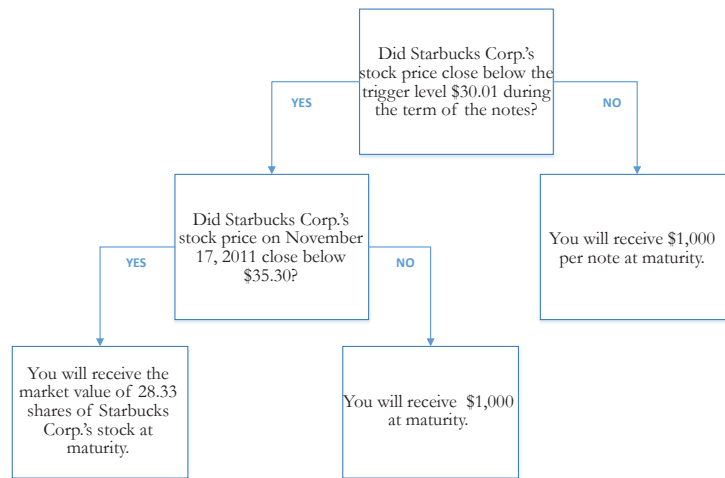 Did Starbucks Corp.'s
stock price close below the
trigger level $30.01 during
the term of the notes?
YES
NO
Did Starbucks Corp.'s
stock price on November
17, 2011 close below
$35.30?
You will receive $1,000
per note at maturity.
YES
NO
You will receive the
market value of 28.33
shares of Starbucks
Corp.'s stock at
maturity.
You will receive $1,000
at maturity.